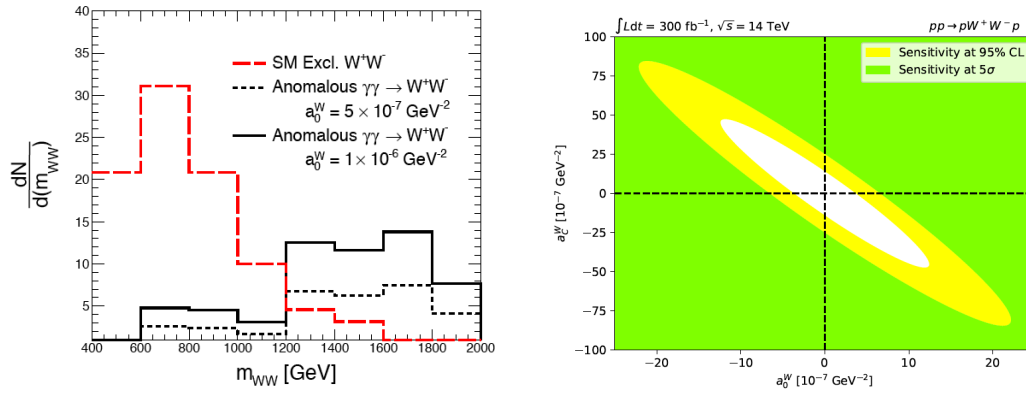 40
35
30
25
20
15
10
5
dN
d(m_WW)
SM Excl. W⁺W⁻
Anomalous γγ → W⁺W⁻
a₀ᵂ = 5 × 10⁻⁷ GeV⁻²
Anomalous γγ → W⁺W⁻
a₀ᵂ = 1 × 10⁻⁶ GeV⁻²
400 600 800 1000 1200 1400 1600 1800 2000
m_WW [GeV]
∫Ldt = 300 fb⁻¹, √s = 14 TeV
pp → pW⁺W⁻p
Sensitivity at 95% CL
Sensitivity at 5σ
100
75
50
25
0
−25
−50
−75
−100
a_C^W [10⁻⁷ GeV⁻²]
−20 −10 0 10 20
a₀ᵂ [10⁻⁷ GeV⁻²]